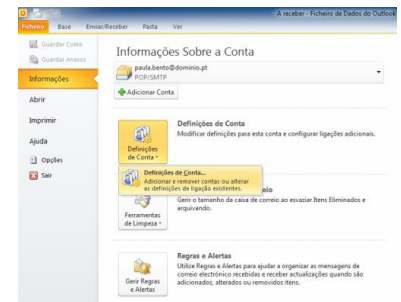 A receber - Ficheiro de Dados do Outlook
Ficheiro Base Enviar/Receber Pasta Ver
Guardar Como
Guardar Anexos
Informações
Abrir
Imprimir
Ajuda
Opções
Sair
Informações Sobre a Conta
paula.bento@dominio.pt
POP/SMTP
Adicionar Conta
Definições de Conta
Modificar definições para esta conta e configurar ligações adicionais.
Definições
de Conta
Definições de Conta...
Adicionar e remover contas ou alterar
as definições de ligação existentes.
eio
Gerir o tamanho da caixa de correio ao esvaziar Itens Eliminados e
arquivando.
Ferramentas
de Limpeza
Regras e Alertas
Utilize Regras e Alertas para ajudar a organizar as mensagens de
correio electrónico recebidas e receber actualizações quando são
adicionados, alterados ou removidos itens.
Gerir Regras
e Alertas